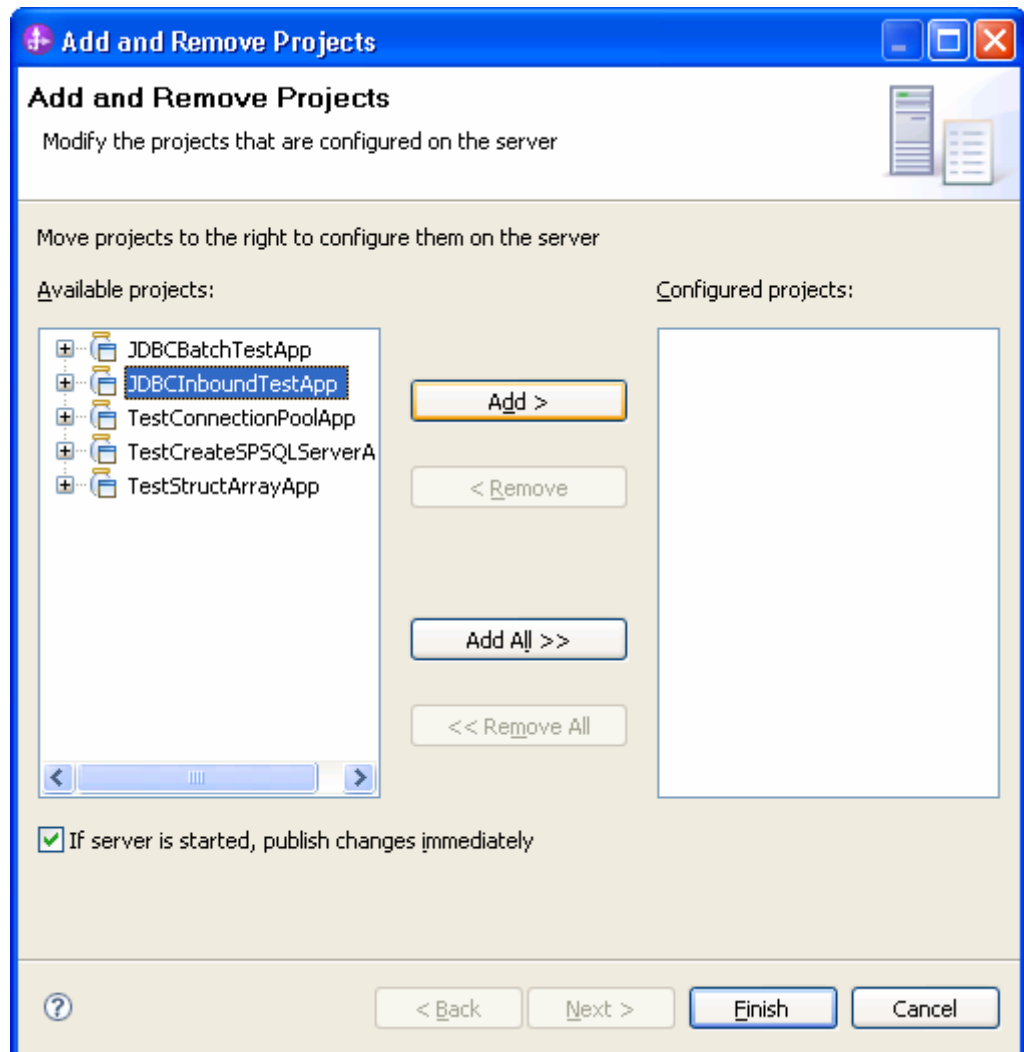 Add and Remove Projects
Add and Remove Projects
Modify the projects that are configured on the server
Move projects to the right to configure them on the server
Available projects:
Configured projects:
JDBCBatchTestApp
JDBCInboundTestApp
TestConnectionPoolApp
TestCreateSPSQLServerA
TestStructArrayApp
Add >
< Remove
Add All >>
<< Remove All
If server is started, publish changes immediately
?
< Back
Next >
Finish
Cancel